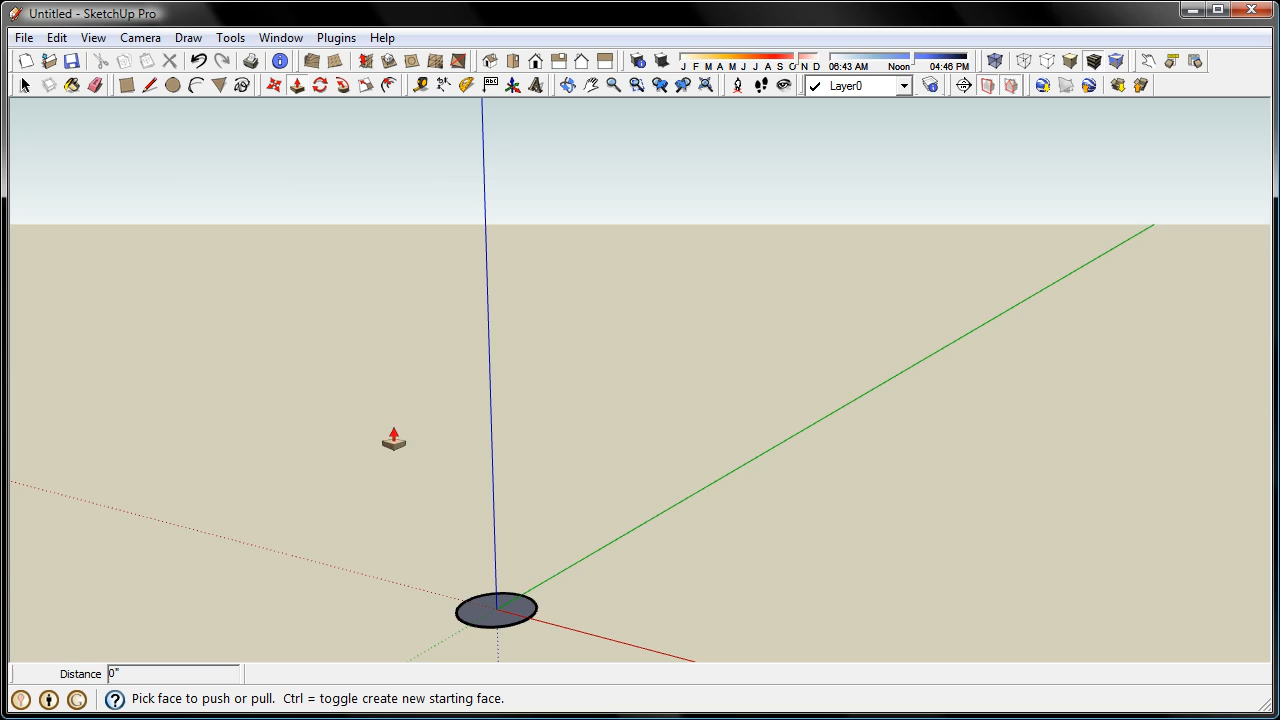 Untitled - SketchUp Pro
File Edit View Camera Draw Tools Window Plugins Help
J F M A M J J A S O N D 06:43 AM Noon 04:46 PM
ABC Layer0
Distance 0"
Pick face to push or pull. Ctrl = toggle create new starting face.